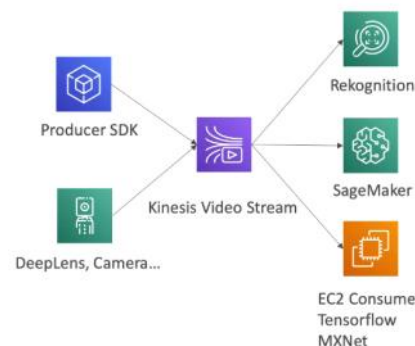 Rekognition
Producer SDK
SageMaker
Kinesis Video Stream
DeepLens, Camera...
EC2 Consume
Tensorflow
MXNet